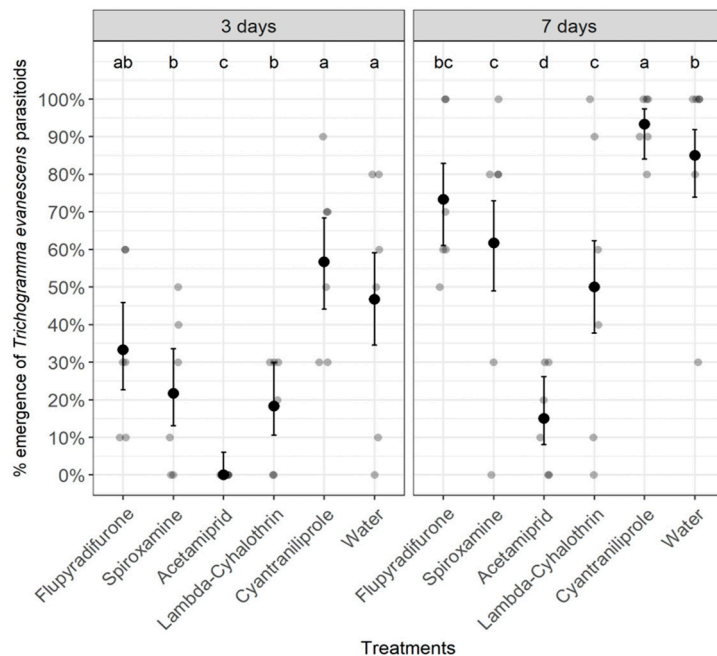 3 days 7 days
ab b c b a a bc c d c a b
100%
90%
80%
70%
60%
50%
40%
30%
20%
10%
0%
% emergence of Trichogramma evanescens parasitoids
Flupyradifurone Spiroxamine Acetamiprid Lambda-Cyhalothrin Cyantraniliprole Water Flupyradifurone Spiroxamine Acetamiprid Lambda-Cyhalothrin Cyantraniliprole Water
Treatments